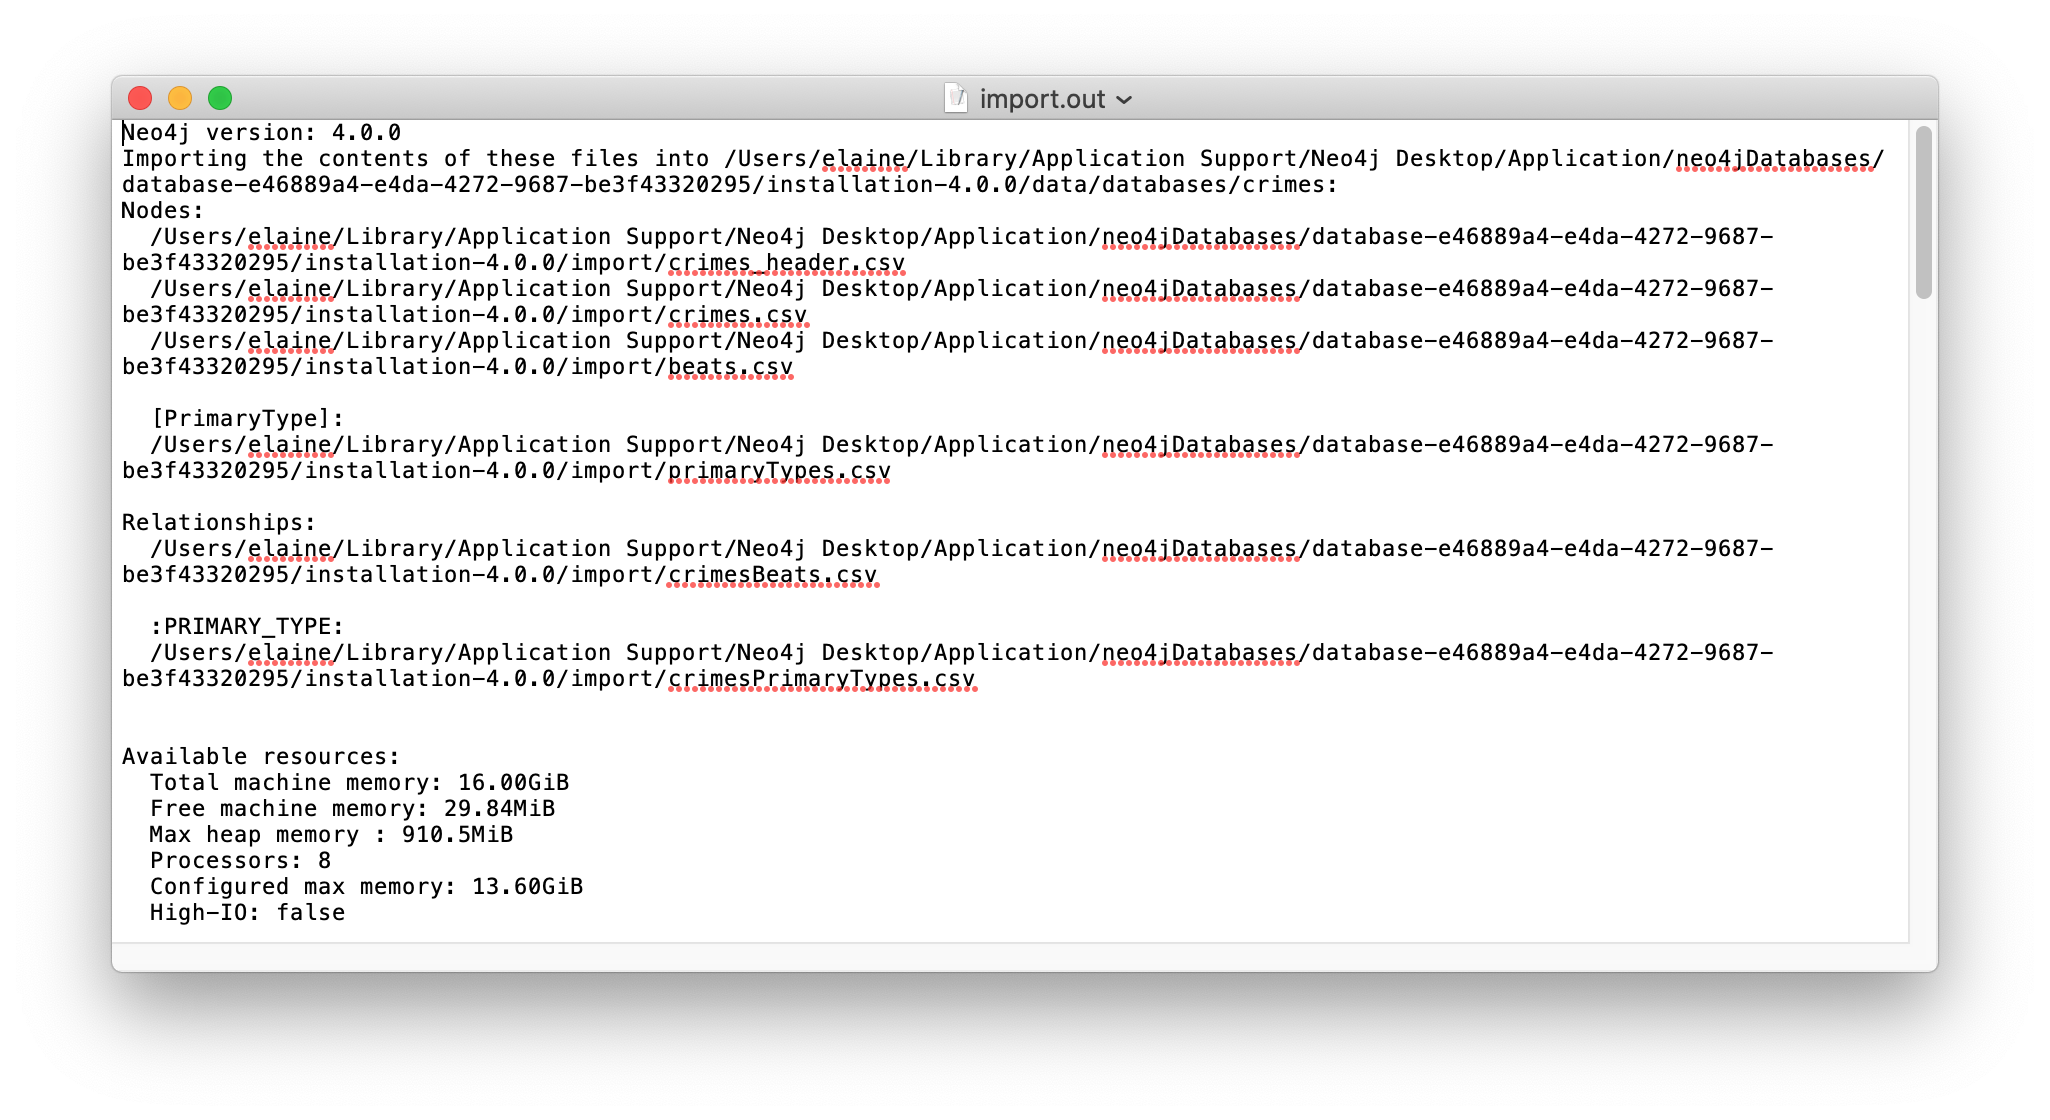 import.out
Neo4j version: 4.0.0
Importing the contents of these files into /Users/elaine/Library/Application Support/Neo4j Desktop/Application/neo4jDatabases/
database-e46889a4-e4da-4272-9687-be3f43320295/installation-4.0.0/data/databases/crimes:
Nodes:
  /Users/elaine/Library/Application Support/Neo4j Desktop/Application/neo4jDatabases/database-e46889a4-e4da-4272-9687-
be3f43320295/installation-4.0.0/import/crimes_header.csv
  /Users/elaine/Library/Application Support/Neo4j Desktop/Application/neo4jDatabases/database-e46889a4-e4da-4272-9687-
be3f43320295/installation-4.0.0/import/crimes.csv
  /Users/elaine/Library/Application Support/Neo4j Desktop/Application/neo4jDatabases/database-e46889a4-e4da-4272-9687-
be3f43320295/installation-4.0.0/import/beats.csv
  [PrimaryType]:
  /Users/elaine/Library/Application Support/Neo4j Desktop/Application/neo4jDatabases/database-e46889a4-e4da-4272-9687-
be3f43320295/installation-4.0.0/import/primaryTypes.csv
Relationships:
  /Users/elaine/Library/Application Support/Neo4j Desktop/Application/neo4jDatabases/database-e46889a4-e4da-4272-9687-
be3f43320295/installation-4.0.0/import/crimesBeats.csv
  :PRIMARY_TYPE:
  /Users/elaine/Library/Application Support/Neo4j Desktop/Application/neo4jDatabases/database-e46889a4-e4da-4272-9687-
be3f43320295/installation-4.0.0/import/crimesPrimaryTypes.csv
Available resources:
  Total machine memory: 16.00GiB
  Free machine memory: 29.84MiB
  Max heap memory : 910.5MiB
  Processors: 8
  Configured max memory: 13.60GiB
  High-IO: false